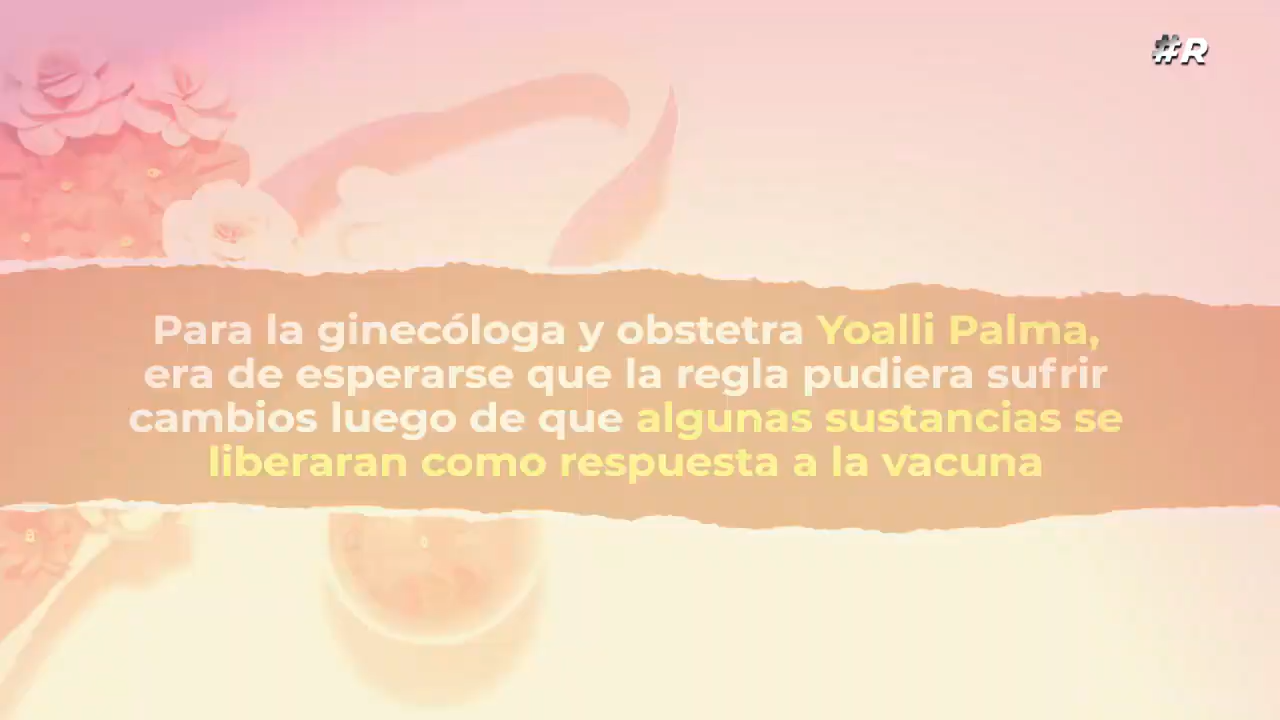 #R
Para la ginecóloga y obstetra Yoalli Palma,
era de esperarse que la regla pudiera sufrir
cambios luego de que algunas sustancias se
liberaran como respuesta a la vacuna